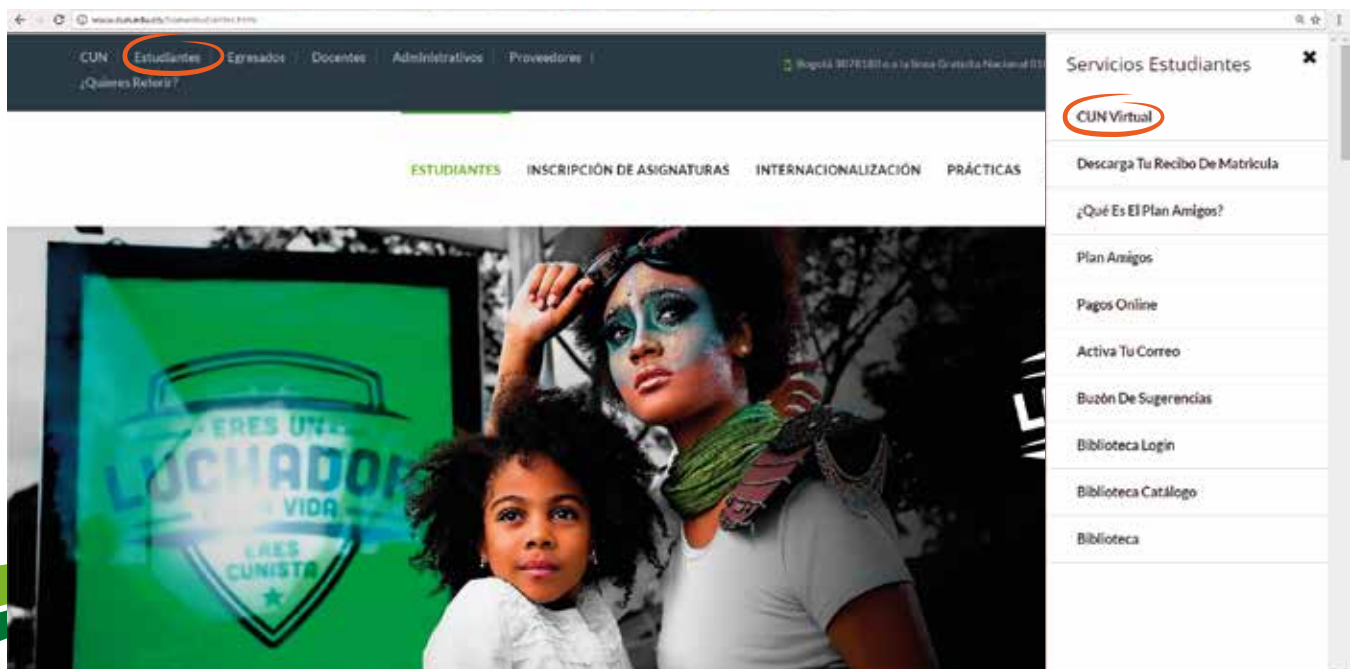 CUN Estudiantes Egresados Docentes Administrativos Proveedores
¿Quieres Retirir?
ESTUDIANTES INSCRIPCIÓN DE ASIGNATURAS INTERNACIONALIZACIÓN PRÁCTICAS
ERES UN
LUCHADOR
VIDA
ERES
CUNISTA
Servicios Estudiantes
CUN Virtual
Descarga Tu Recibo De Matricula
¿Qué Es El Plan Amigos?
Plan Amigos
Pagos Online
Activa Tu Correo
Buzón De Sugerencias
Biblioteca Login
Biblioteca Catálogo
Biblioteca